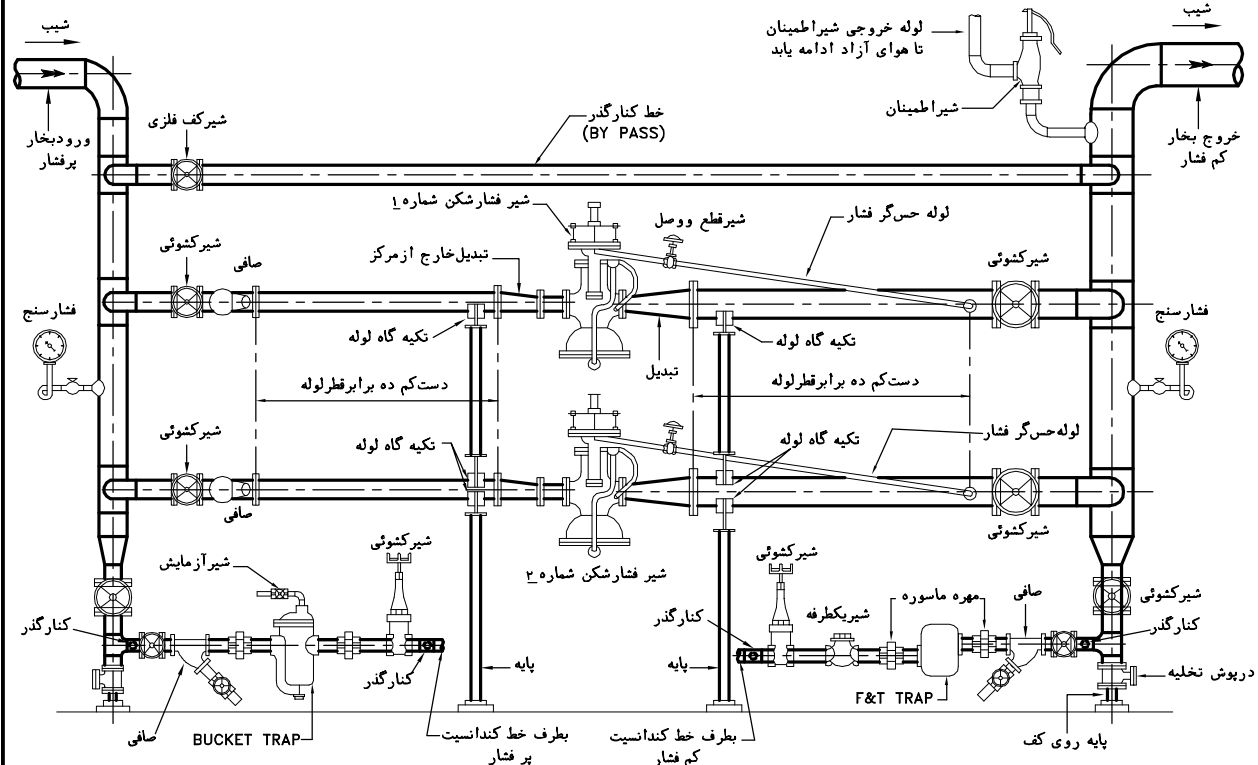 شیب
لوله خروجی شیراطمینان
تا هوای آزاد ادامه یابد
شیب
شیراطمینان
ورودبخار
پرفشار
شیرکف فلزی
خط کنارگذر
(BY PASS)
خروج بخار
کم فشار
شیر فشارشکن شماره ۱
شیرقطع ووصل
لوله حس‌گر فشار
شیرکشوئی
صافی
تبدیل‌خارج ازمرکز
شیرکشوئی
فشارسنج
فشارسنج
تکیه گاه لوله
تکیه گاه لوله
تبدیل
دست‌کم ده برابرقطرلوله
دست‌کم ده برابرقطرلوله
شیرکشوئی
تکیه گاه لوله
تکیه گاه لوله
لوله‌حس‌گر فشار
صافی
شیرکشوئی
شیرآزمایش
شیرکشوئی
شیر فشارشکن شماره ۲
شیرکشوئی
شیرکشوئی
کنارگذر
کنارگذر
شیریکطرفه
مهره ماسوره
صافی
کنارگذر
کنارگذر
پایه
پایه
F&T TRAP
درپوش تخلیه
صافی
BUCKET TRAP
بطرف خط کندانسیت
پر فشار
بطرف خط کندانسیت
کم فشار
پایه روی کف